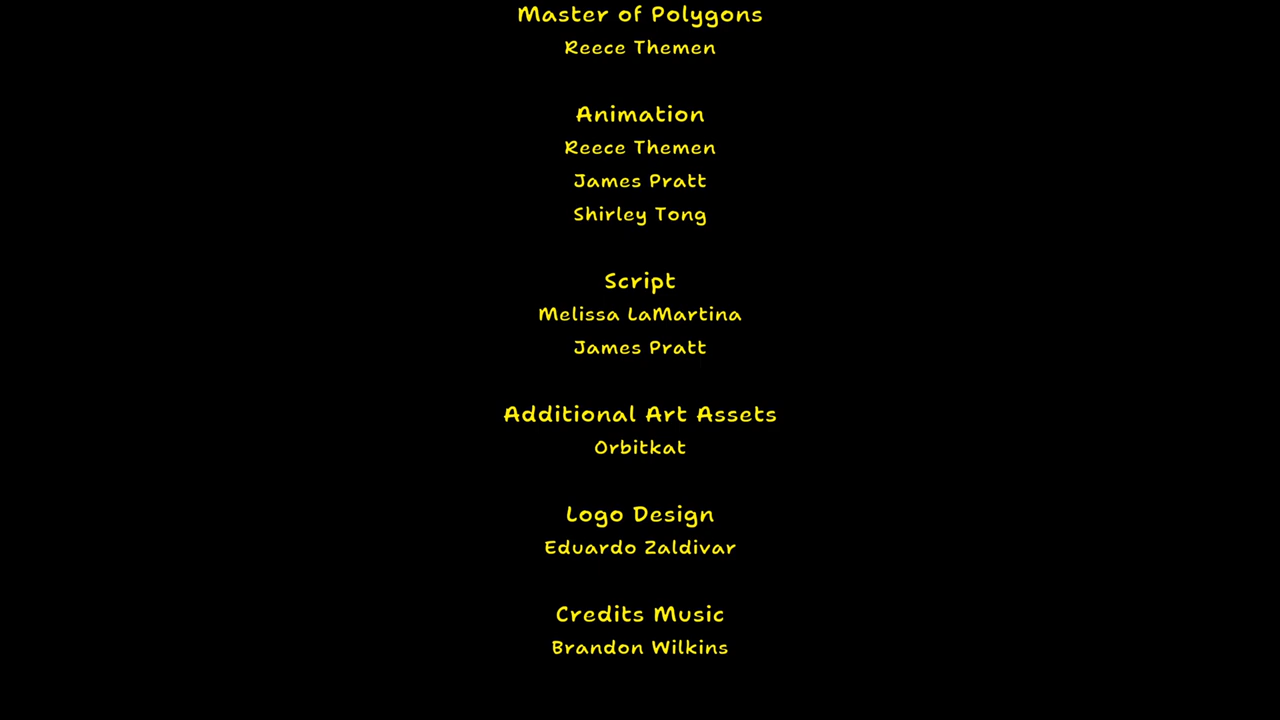 Master of Polygons
Reece Themen
Animation
Reece Themen
James Pratt
Shirley Tong
Script
Melissa LaMartina
James Pratt
Additional Art Assets
Orbitkat
Logo Design
Eduardo Zaldivar
Credits Music
Brandon Wilkins